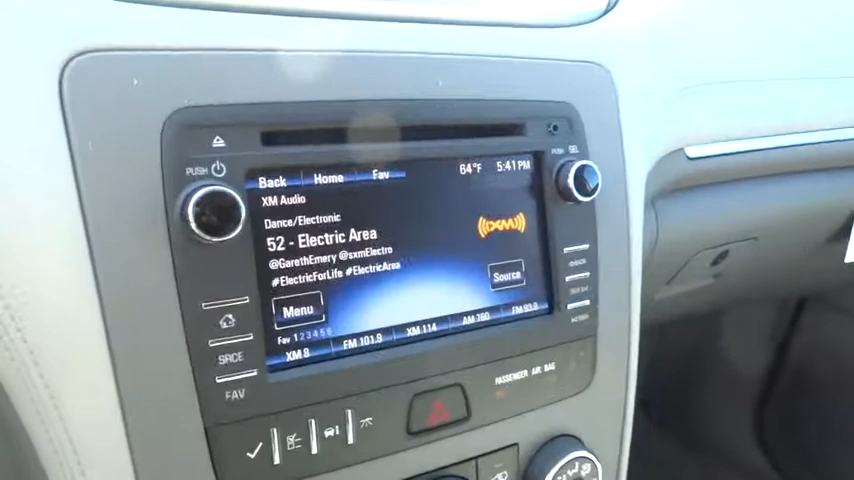 PUSH
PUSH SEL
Back Home Fav 64°F 5:41 PM
XM Audio
Dance/Electronic
52 - Electric Area
@GarethEmery @sxmElectro
#ElectricForLife #ElectricArea
XM
Menu
Source
Fav 1 2 3 4 5 6
XM 8 FM 101.9 XM 114 AM 760 FM 93.9
BACK
SRCE
FAV
PASSENGER AIR BAG